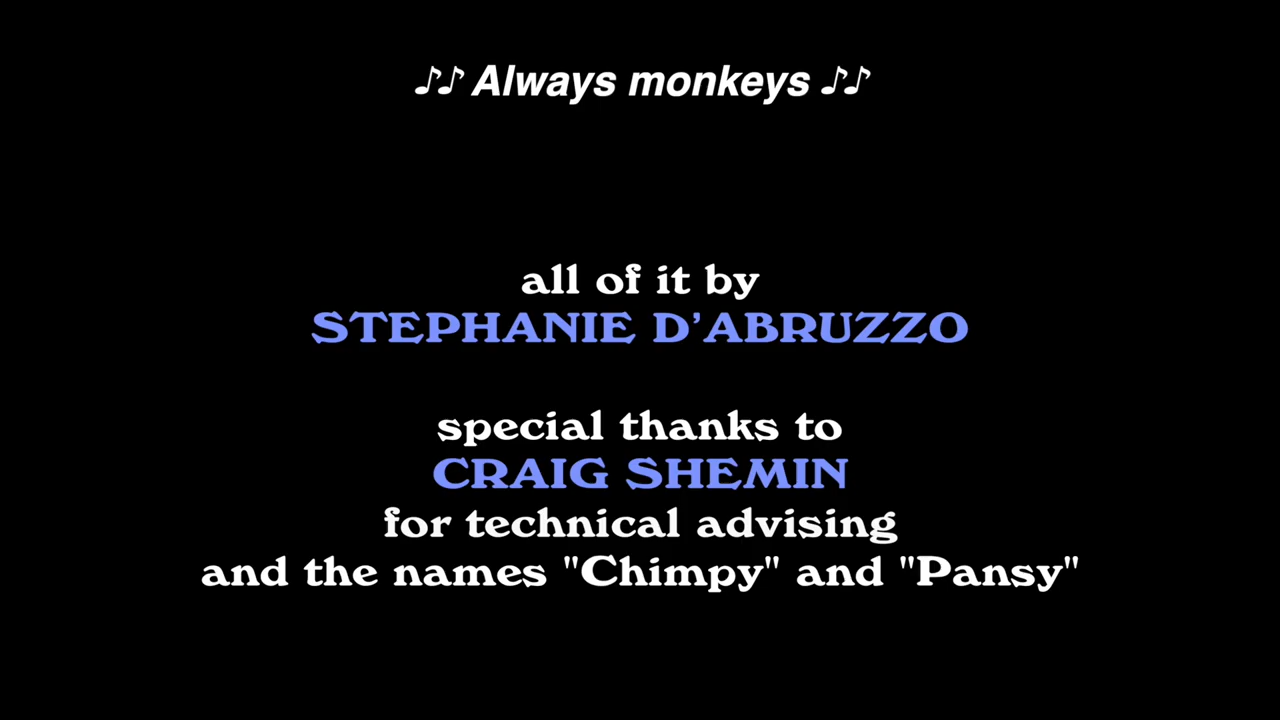 ♪♪ Always monkeys ♪♪
all of it by
STEPHANIE D’ABRUZZO
special thanks to
CRAIG SHEMIN
for technical advising
and the names "Chimpy" and "Pansy"